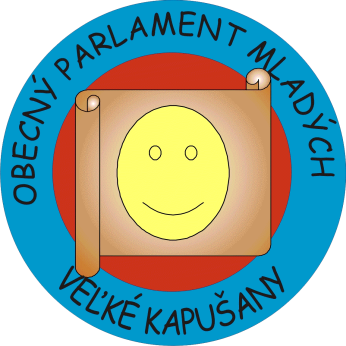 OBECNÝ PARLAMENT MLADÝCH
VEĽKÉ KAPUŠANY